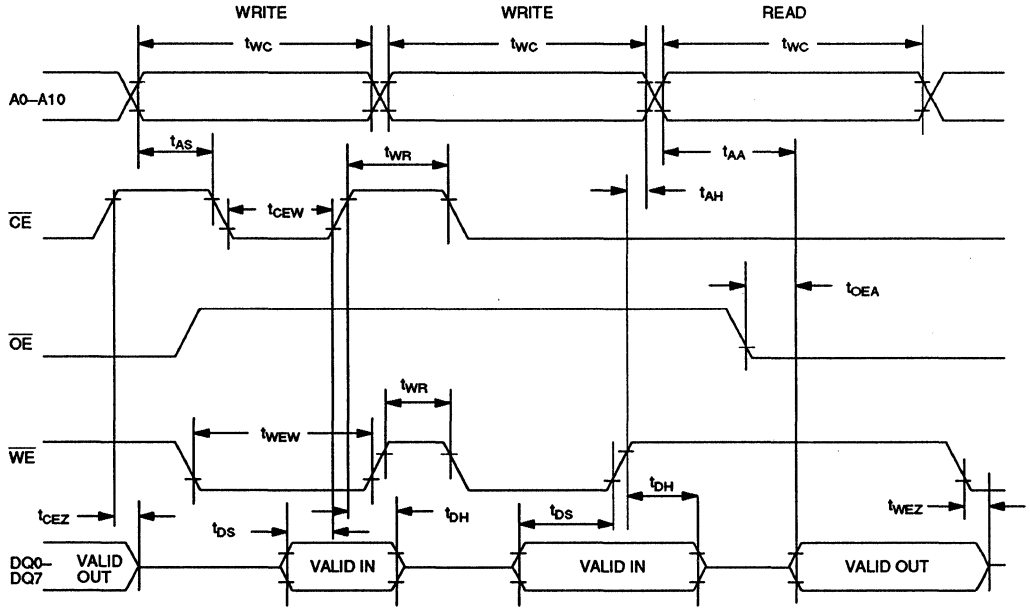 WRITE WRITE READ
tWC tWC tWC
A0–A10
tAS tWR tAA
tAH
CE tCEW
tOEA
OE
tWR
tWEW
WE
tCEZ tDS tDH tDS tDH tWEZ
DQ0–DQ7 VALID OUT VALID IN VALID IN VALID OUT